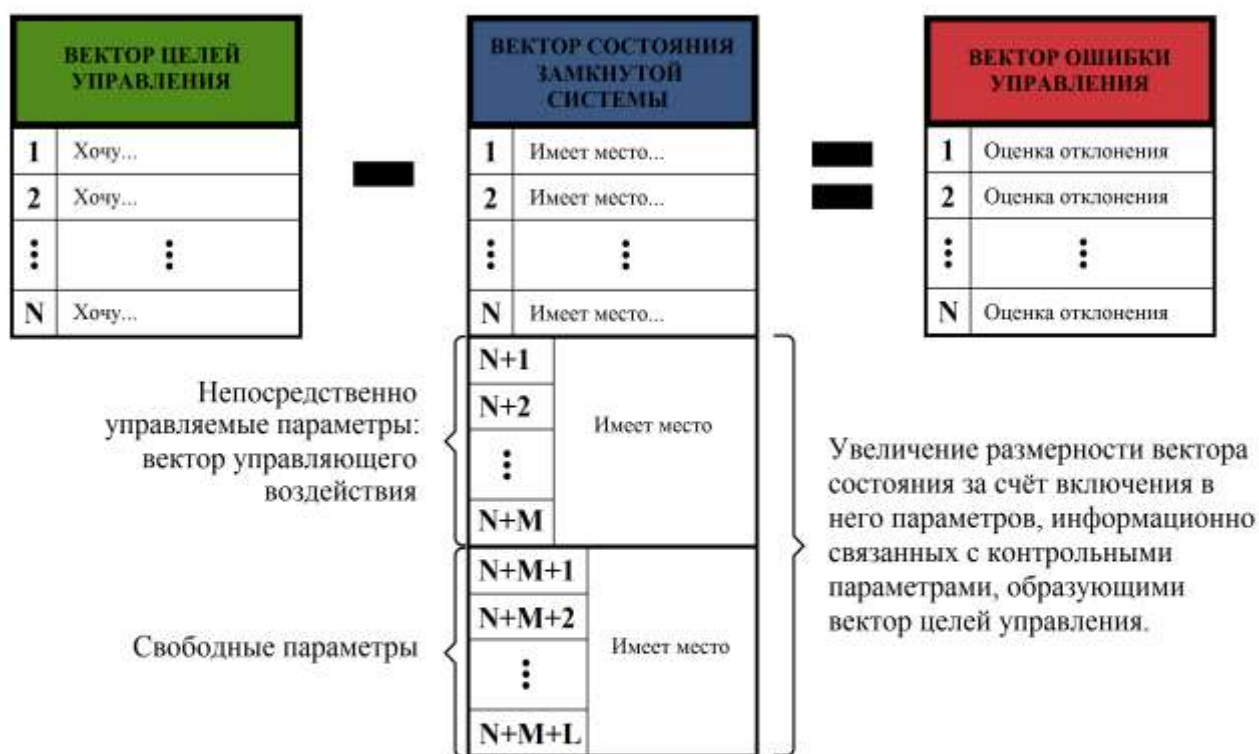 ВЕКТОР ЦЕЛЕЙ
УПРАВЛЕНИЯ
1 Хочу...
2 Хочу...
⋮ ⋮
N Хочу...
−
ВЕКТОР СОСТОЯНИЯ
ЗАМКНУТОЙ
СИСТЕМЫ
1 Имеет место...
2 Имеет место...
⋮ ⋮
N Имеет место...
=
ВЕКТОР ОШИБКИ
УПРАВЛЕНИЯ
1 Оценка отклонения
2 Оценка отклонения
⋮ ⋮
N Оценка отклонения
Непосредственно
управляемые параметры:
вектор управляющего
воздействия
N+1
N+2
⋮
N+M
Имеет место
Свободные параметры
N+M+1
N+M+2
⋮
N+M+L
Имеет место
Увеличение размерности вектора
состояния за счёт включения в
него параметров, информационно
связанных с контрольными
параметрами, образующими
вектор целей управления.